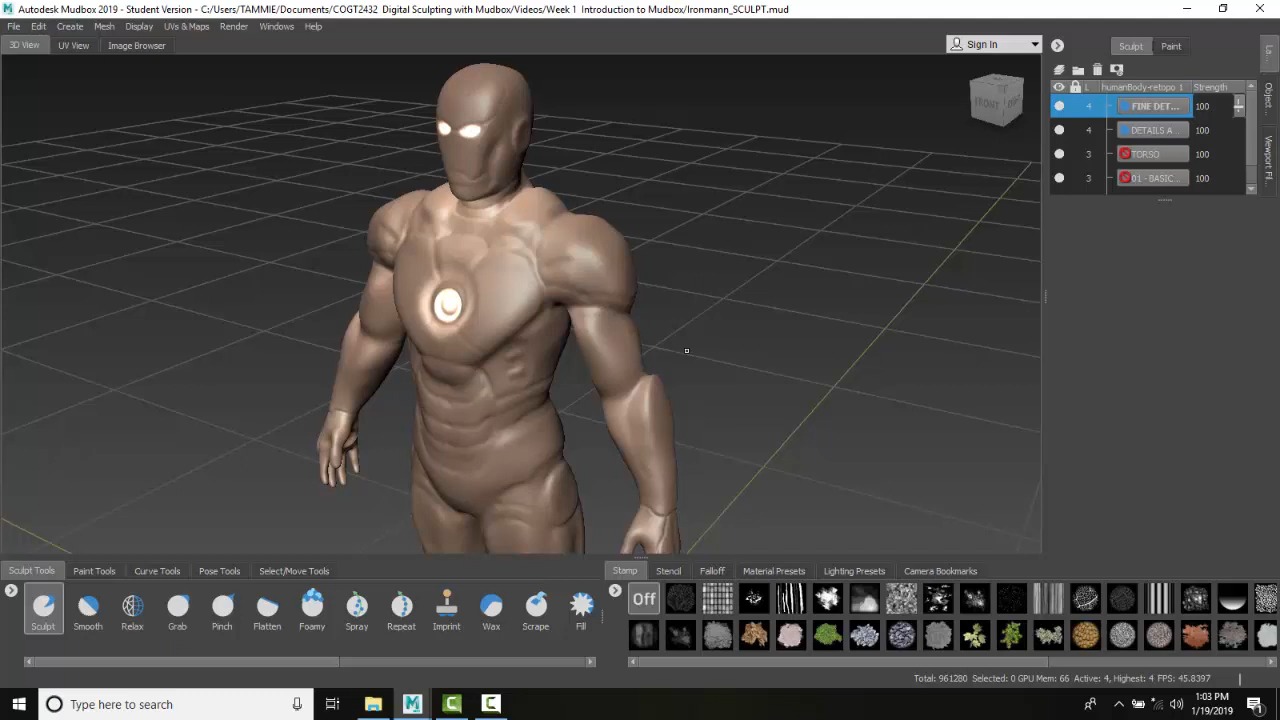 Autodesk Mudbox 2019 - Student Version - C:/Users/TAMMIE/Documents/COGT2432 Digital Sculpting with Mudbox/Videos/Week 1 Introduction to Mudbox/Ironmann_SCULPT.mud
File Edit Create Mesh Display UVs & Maps Render Windows Help
3D View UV View Image Browser Sign In Sculpt Paint
L humanBody-retopo_1 Strength
4 FINE DET... 100
4 DETAILS A... 100
3 TORSO 100
3 01 - BASIC... 100
La...
Object ..
Viewport Fil...
FRONT
Sculpt Tools Paint Tools Curve Tools Pose Tools Select/Move Tools Stamp Stencil Falloff Material Presets Lighting Presets Camera Bookmarks
Off
Sculpt Smooth Relax Grab Pinch Flatten Foamy Spray Repeat Imprint Wax Scrape Fill
Total: 961280 Selected: 0 GPU Mem: 66 Active: 4, Highest: 4 FPS: 45.8397
Type here to search
1:03 PM
1/19/2019
1